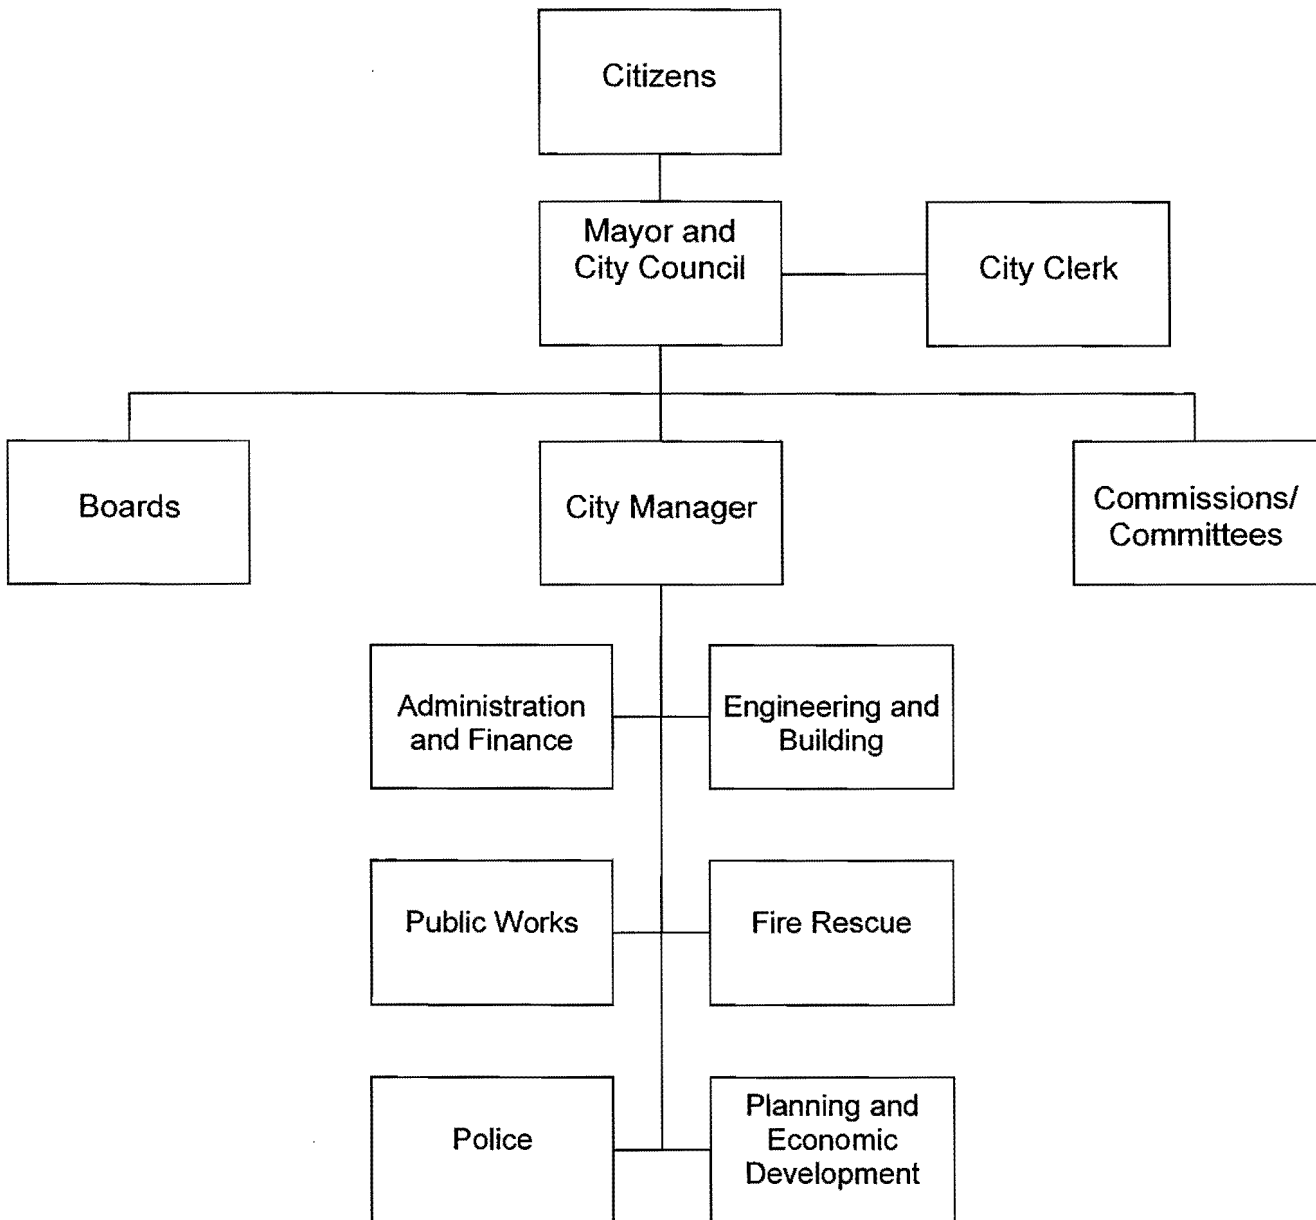 Citizens
Mayor and
City Council
City Clerk
Boards
City Manager
Commissions/
Committees
Administration
and Finance
Engineering and
Building
Public Works
Fire Rescue
Police
Planning and
Economic
Development